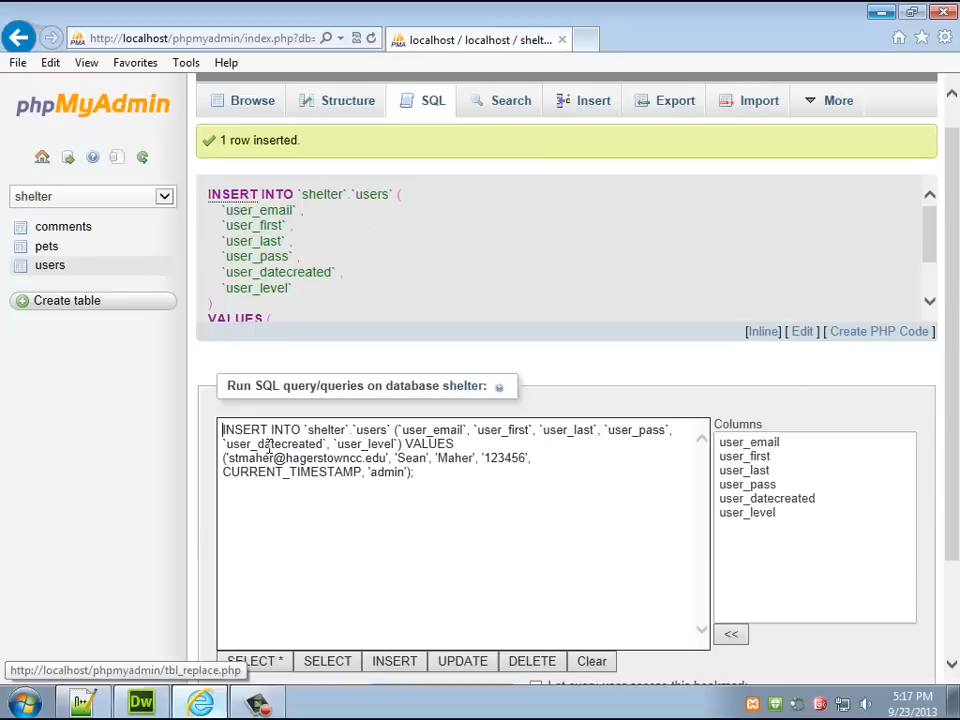 http://localhost/phpmyadmin/index.php?db=
localhost / localhost / shelt...
File Edit View Favorites Tools Help
phpMyAdmin
Browse Structure SQL Search Insert Export Import More
1 row inserted.
shelter
comments
pets
users
Create table
INSERT INTO `shelter`.`users` (
`user_email` ,
`user_first` ,
`user_last` ,
`user_pass` ,
`user_datecreated` ,
`user_level`
)
VALUES (
[Inline] [ Edit ] [ Create PHP Code ]
Run SQL query/queries on database shelter:
INSERT INTO `shelter`.`users` (`user_email`, `user_first`, `user_last`, `user_pass`,
`user_datecreated`, `user_level`) VALUES
('stmaher@hagerstowncc.edu', 'Sean', 'Maher', '123456',
CURRENT_TIMESTAMP, 'admin');
Columns
user_email
user_first
user_last
user_pass
user_datecreated
user_level
<<
SELECT * SELECT INSERT UPDATE DELETE Clear
http://localhost/phpmyadmin/tbl_replace.php
Dw
5:17 PM
9/23/2013